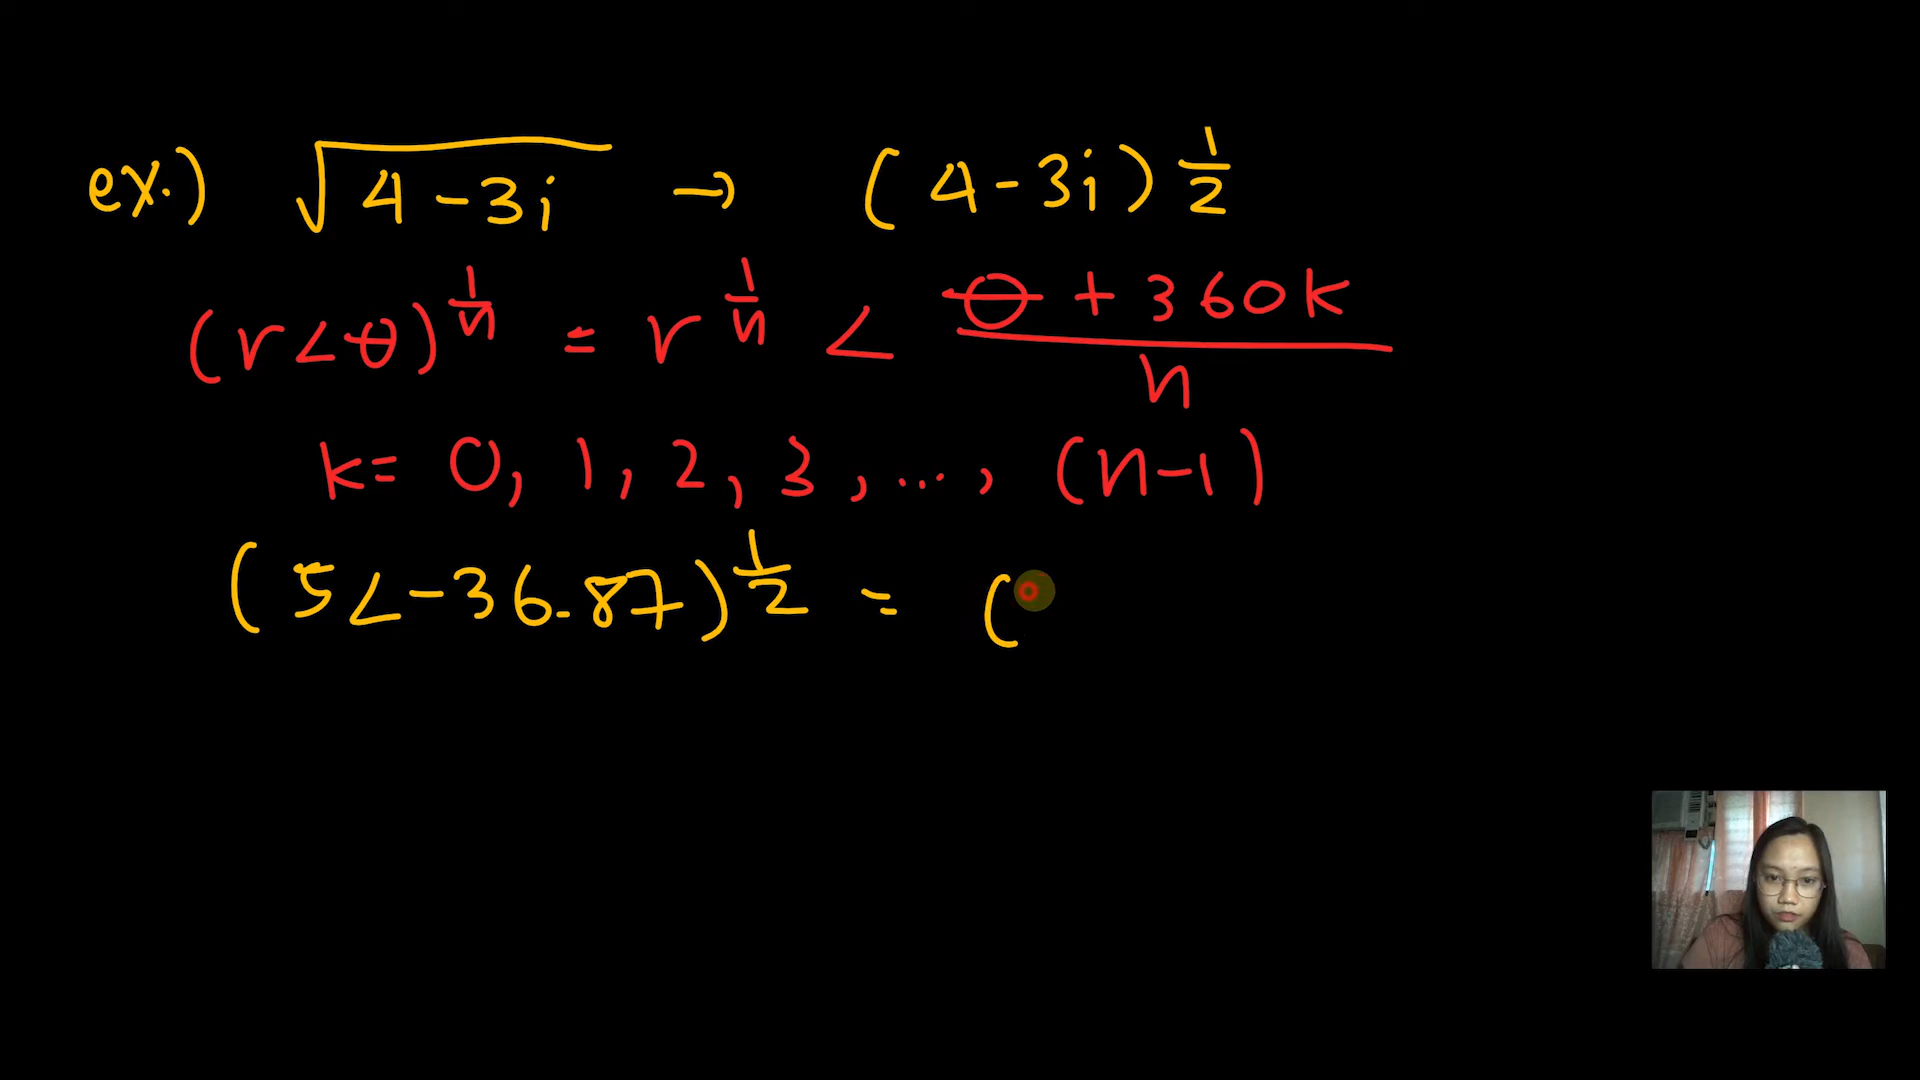 ex.) √4-3i → (4-3i)^1/2
(r<θ)^1/n = r^1/n < θ + 360k / n
k= 0, 1, 2, 3, ..., (n-1)
(5<-36.87)^1/2 = (